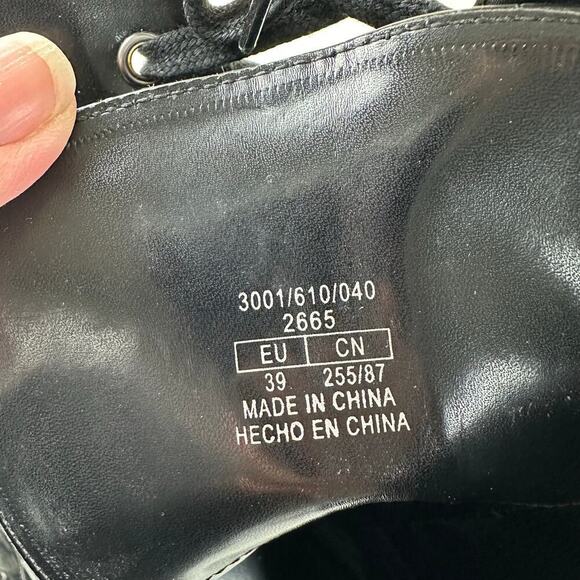 3001/610/040
2665
EU CN
39 255/87
MADE IN CHINA
HECHO EN CHINA